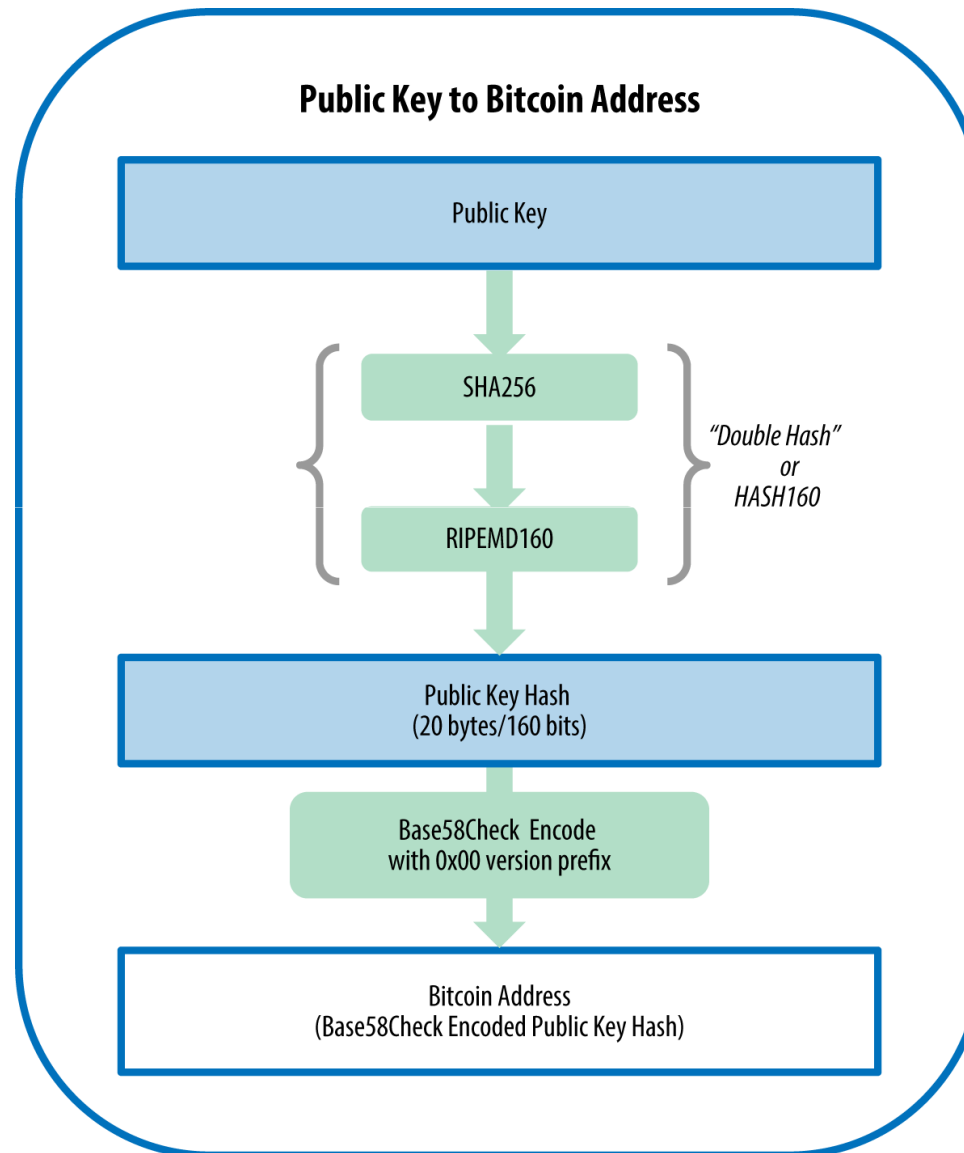 Public Key to Bitcoin Address
Public Key
SHA256
“Double Hash”
or
HASH160
RIPEMD160
Public Key Hash
(20 bytes/160 bits)
Base58Check Encode
with 0x00 version prefix
Bitcoin Address
(Base58Check Encoded Public Key Hash)